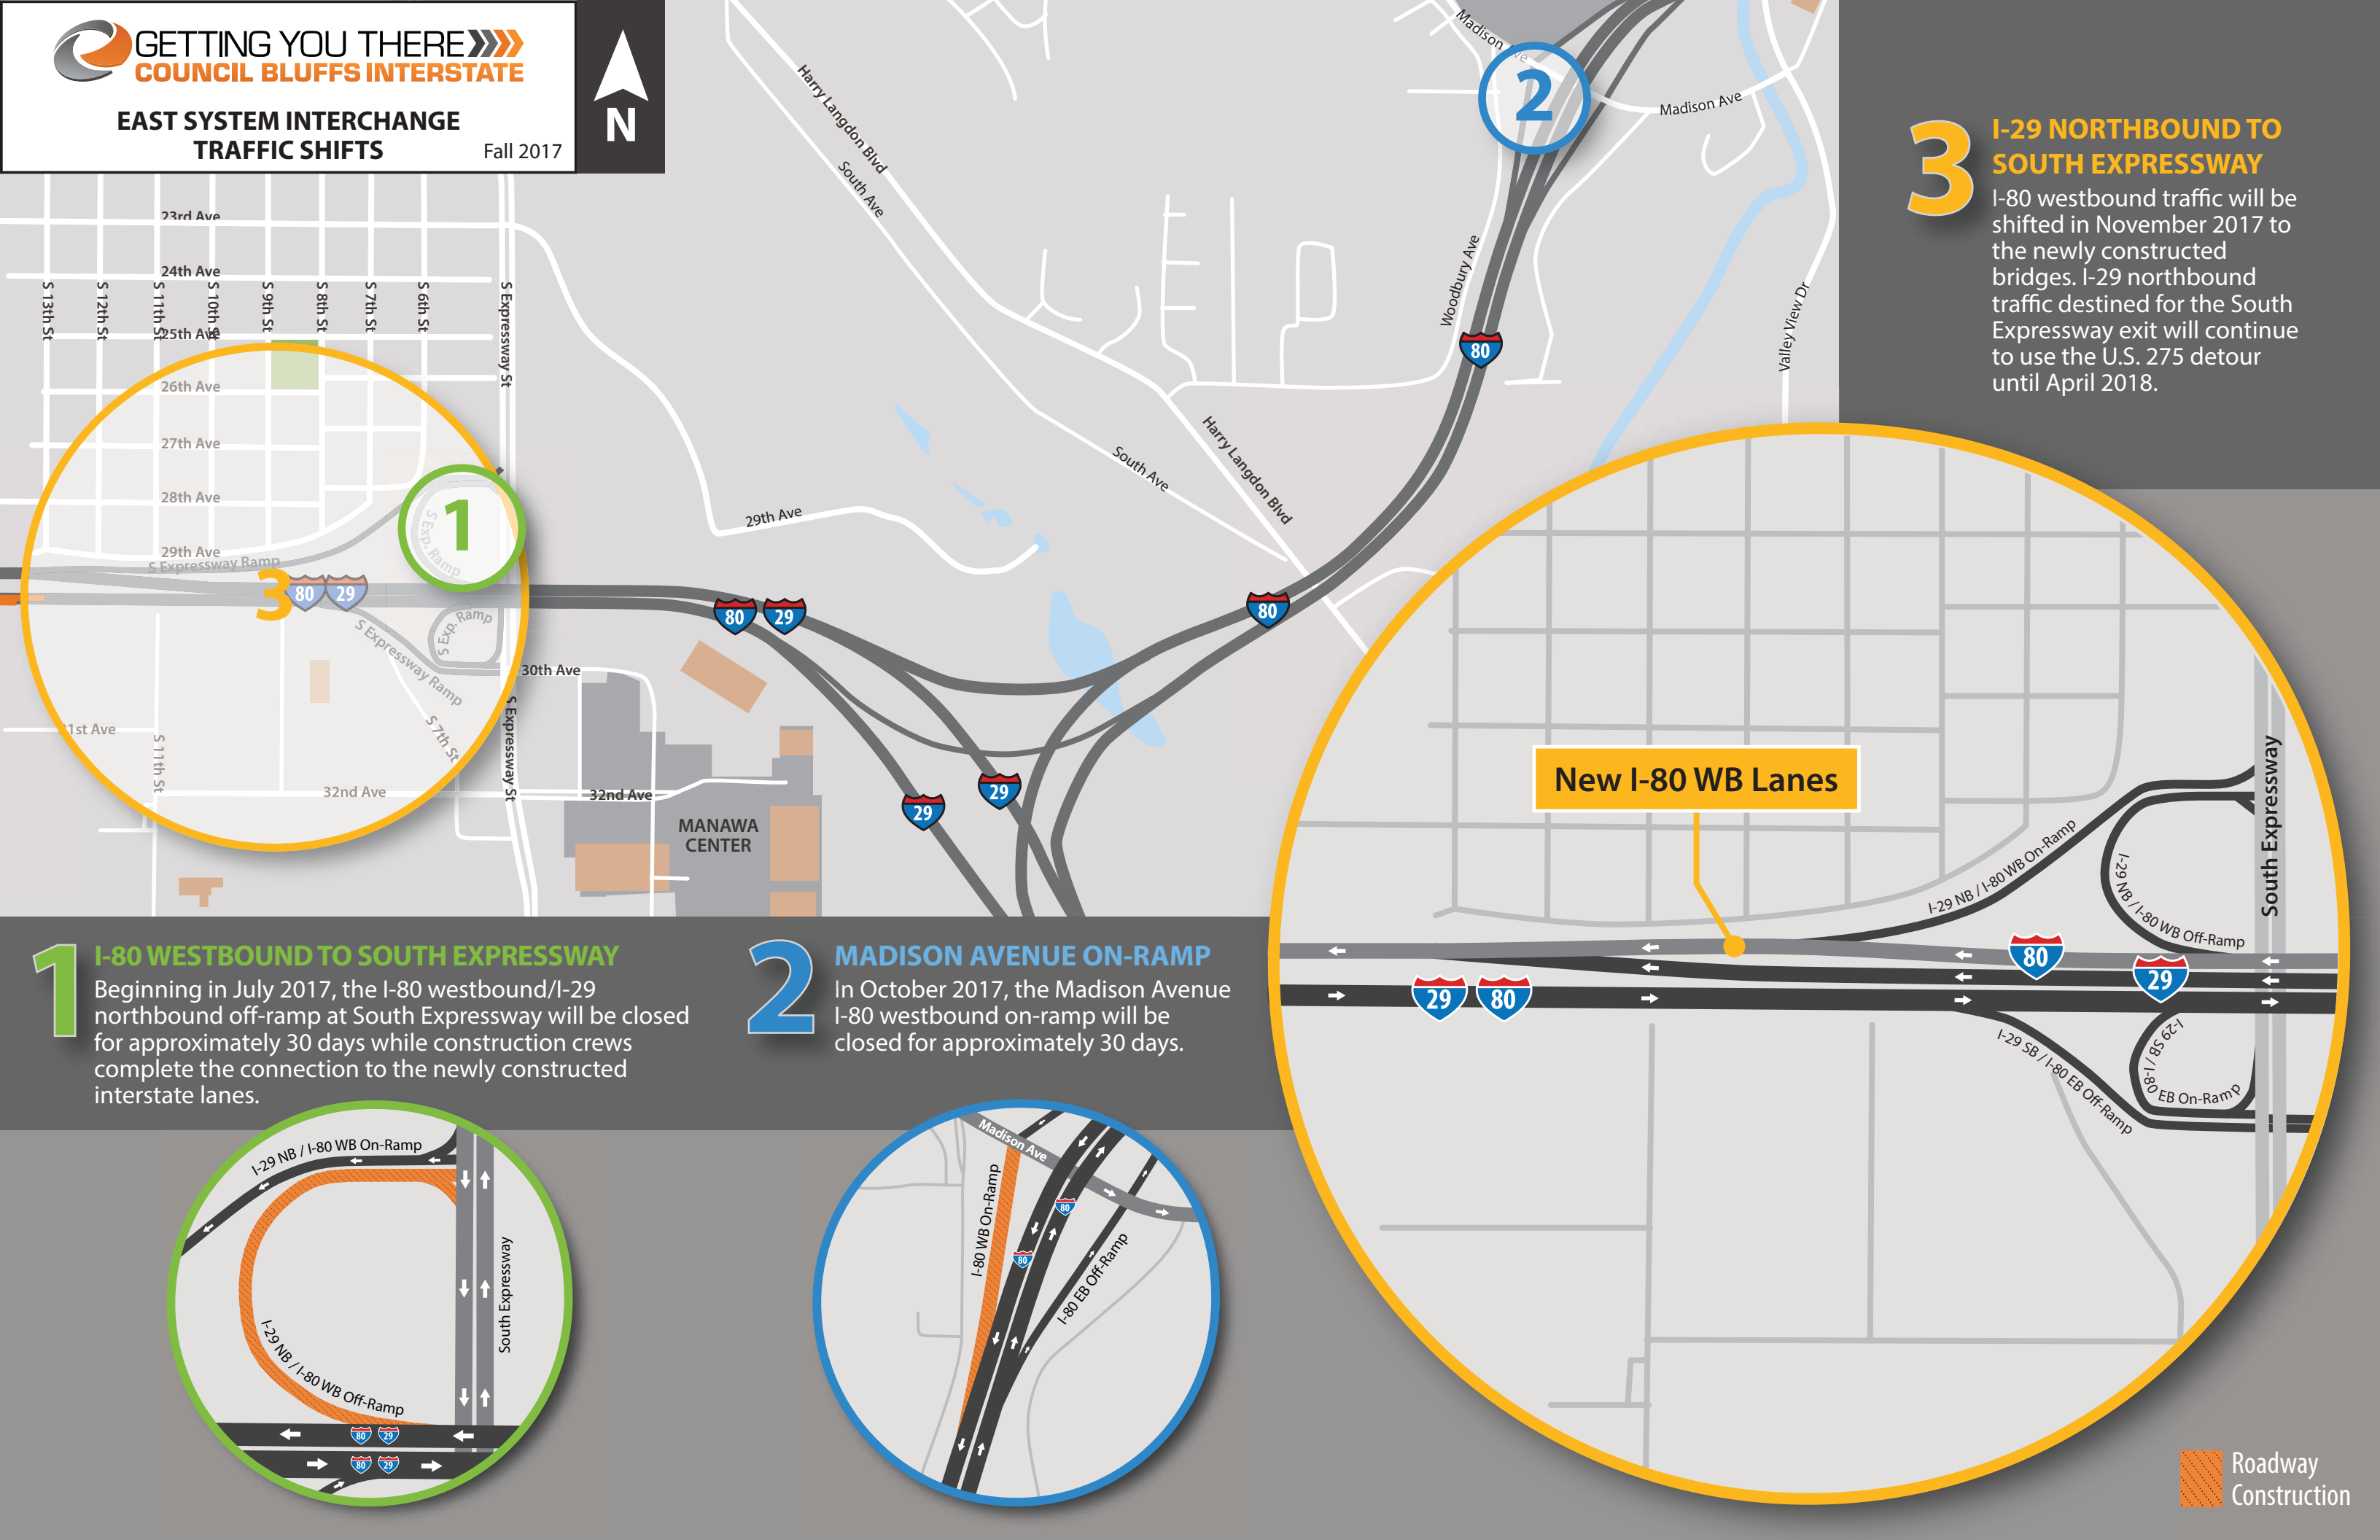 GETTING YOU THERE
COUNCIL BLUFFS INTERSTATE
EAST SYSTEM INTERCHANGE
TRAFFIC SHIFTS
Fall 2017
N
23rd Ave
24th Ave
S 13th St
S 12th St
S 11th St
S 10th St
S 9th St
S 8th St
S 7th St
S 6th St
S Expressway St
25th Ave
26th Ave
27th Ave
28th Ave
29th Ave
S Expressway Ramp
S Exp. Ramp
1
3
80
29
S Exp. Ramp
S Expressway Ramp
30th Ave
31st Ave
S 11th St
S 7th St
S Expressway St
32nd Ave
32nd Ave
MANAWA
CENTER
Harry Langdon Blvd
South Ave
29th Ave
South Ave
Harry Langdon Blvd
Woodbury Ave
Madison Ave
2
Madison Ave
Valley View Dr
80
80
29
80
29
29
3
I-29 NORTHBOUND TO
SOUTH EXPRESSWAY
I-80 westbound traffic will be
shifted in November 2017 to
the newly constructed
bridges. I-29 northbound
traffic destined for the South
Expressway exit will continue
to use the U.S. 275 detour
until April 2018.
New I-80 WB Lanes
I-29 NB / I-80 WB On-Ramp
I-29 NB / I-80 WB Off-Ramp
South Expressway
80
29
29
80
I-29 SB / I-80 EB Off-Ramp
I-29 SB / I-80 EB On-Ramp
1
I-80 WESTBOUND TO SOUTH EXPRESSWAY
Beginning in July 2017, the I-80 westbound/I-29
northbound off-ramp at South Expressway will be closed
for approximately 30 days while construction crews
complete the connection to the newly constructed
interstate lanes.
I-29 NB / I-80 WB On-Ramp
I-29 NB / I-80 WB Off-Ramp
South Expressway
80
29
80
29
2
MADISON AVENUE ON-RAMP
In October 2017, the Madison Avenue
I-80 westbound on-ramp will be
closed for approximately 30 days.
Madison Ave
I-80 WB On-Ramp
80
80
I-80 EB Off-Ramp
Roadway
Construction